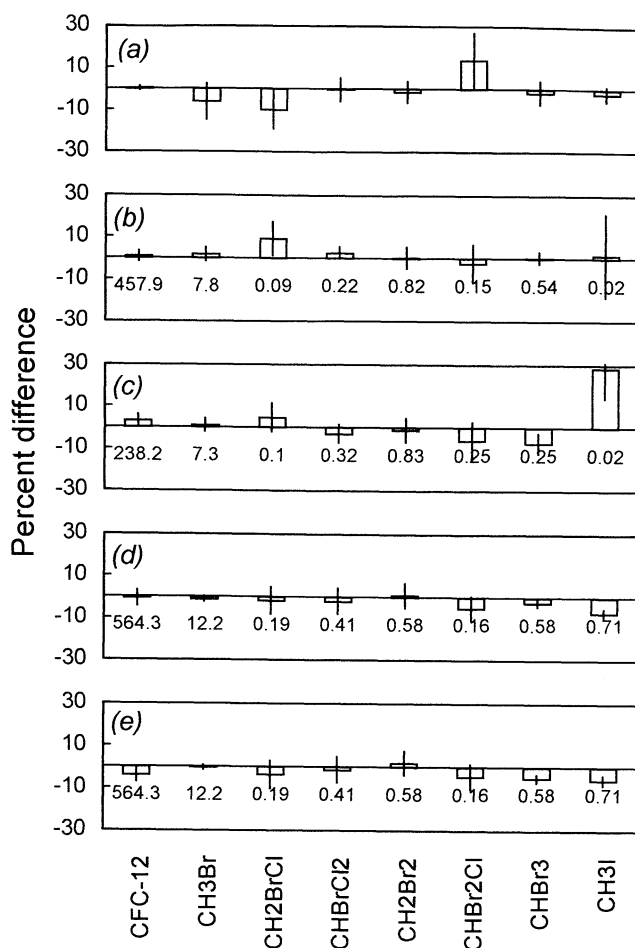 Percent difference
30
(a)
10
-10
-30
30
(b)
10
-10
457.9 7.8 0.09 0.22 0.82 0.15 0.54 0.02
-30
30
(c)
10
-10
238.2 7.3 0.1 0.32 0.83 0.25 0.25 0.02
-30
30
(d)
10
-10
564.3 12.2 0.19 0.41 0.58 0.16 0.58 0.71
-30
30
(e)
10
-10
564.3 12.2 0.19 0.41 0.58 0.16 0.58 0.71
-30
CFC-12
CH3Br
CH2BrCl
CHBrCl2
CH2Br2
CHBr2Cl
CHBr3
CH3I